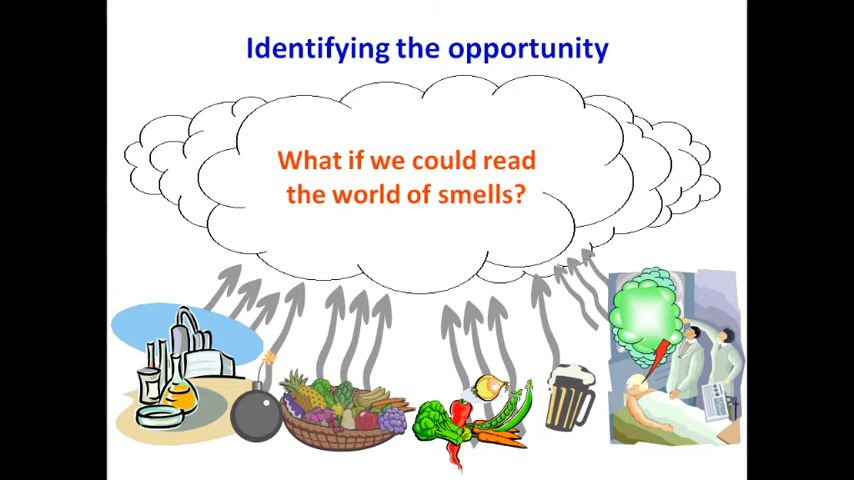 Identifying the opportunity
What if we could read
the world of smells?